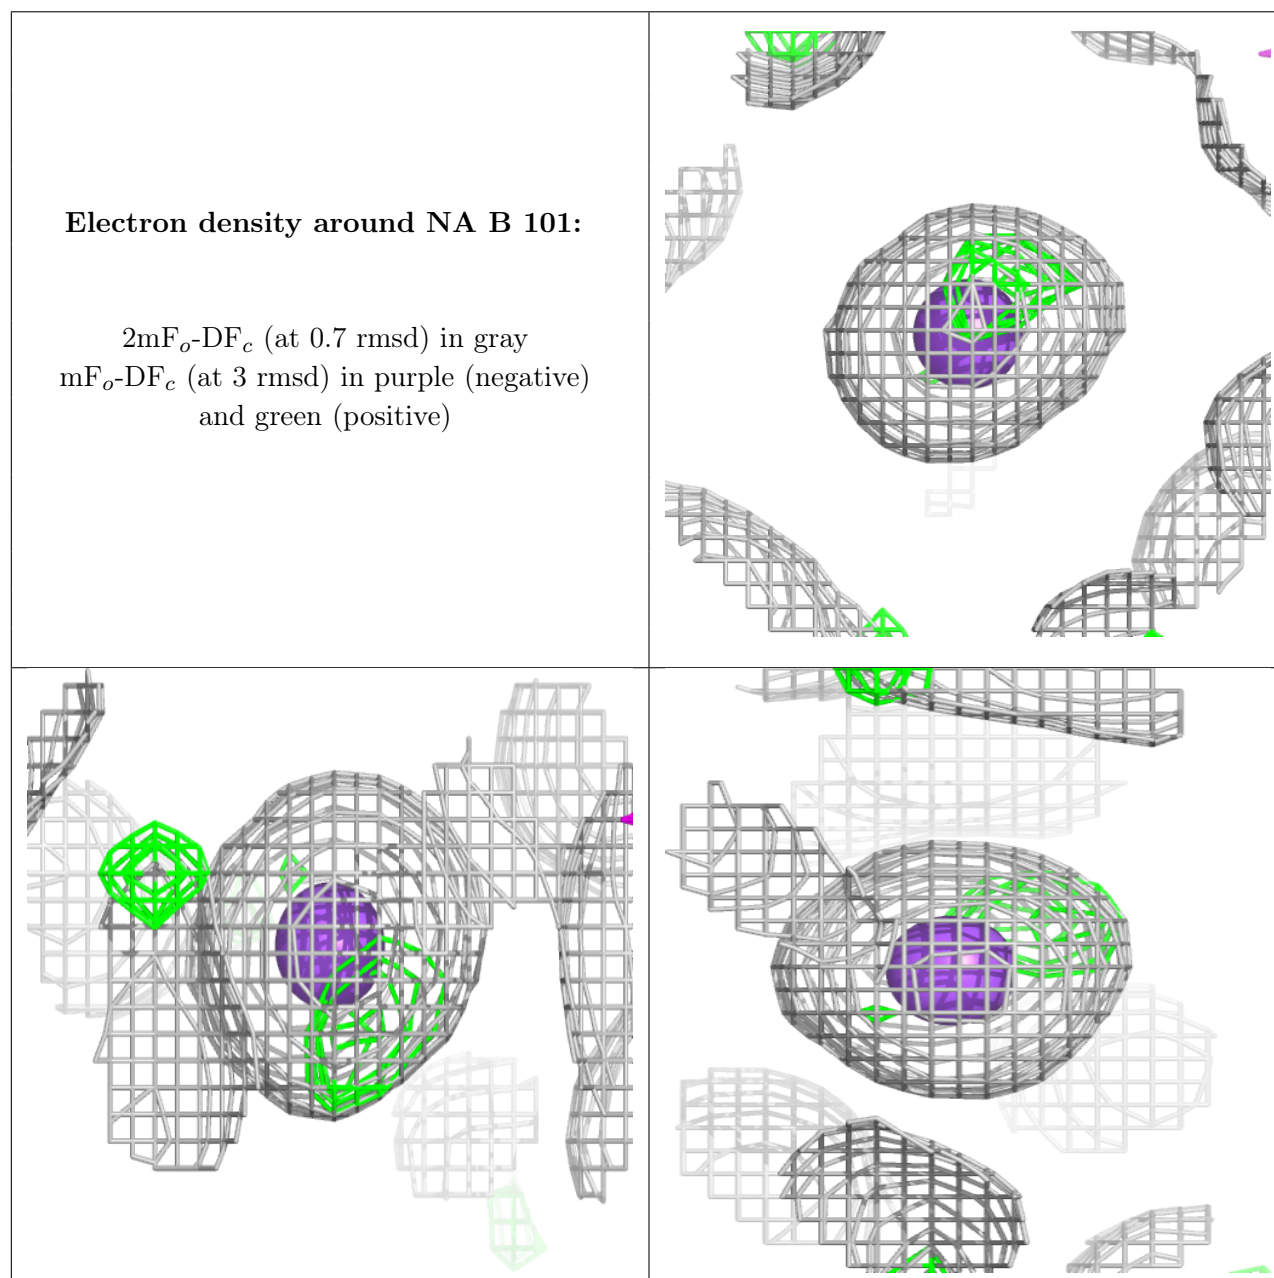 Electron density around NA B 101:
2mFo-DFc (at 0.7 rmsd) in gray
mFo-DFc (at 3 rmsd) in purple (negative)
and green (positive)